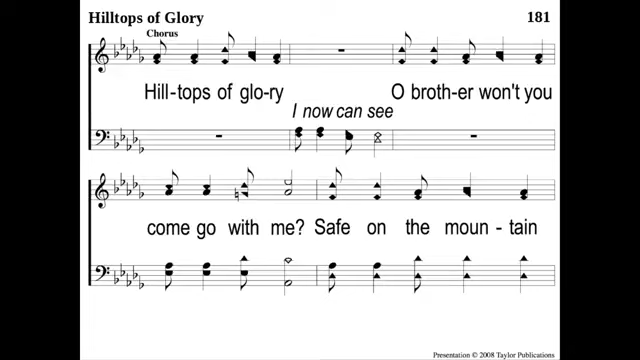 Hilltops of Glory 181
Chorus
Hill-tops of glo-ry O broth-er won't you
I now can see
come go with me? Safe on the moun - tain
Presentation © 2008 Taylor Publications